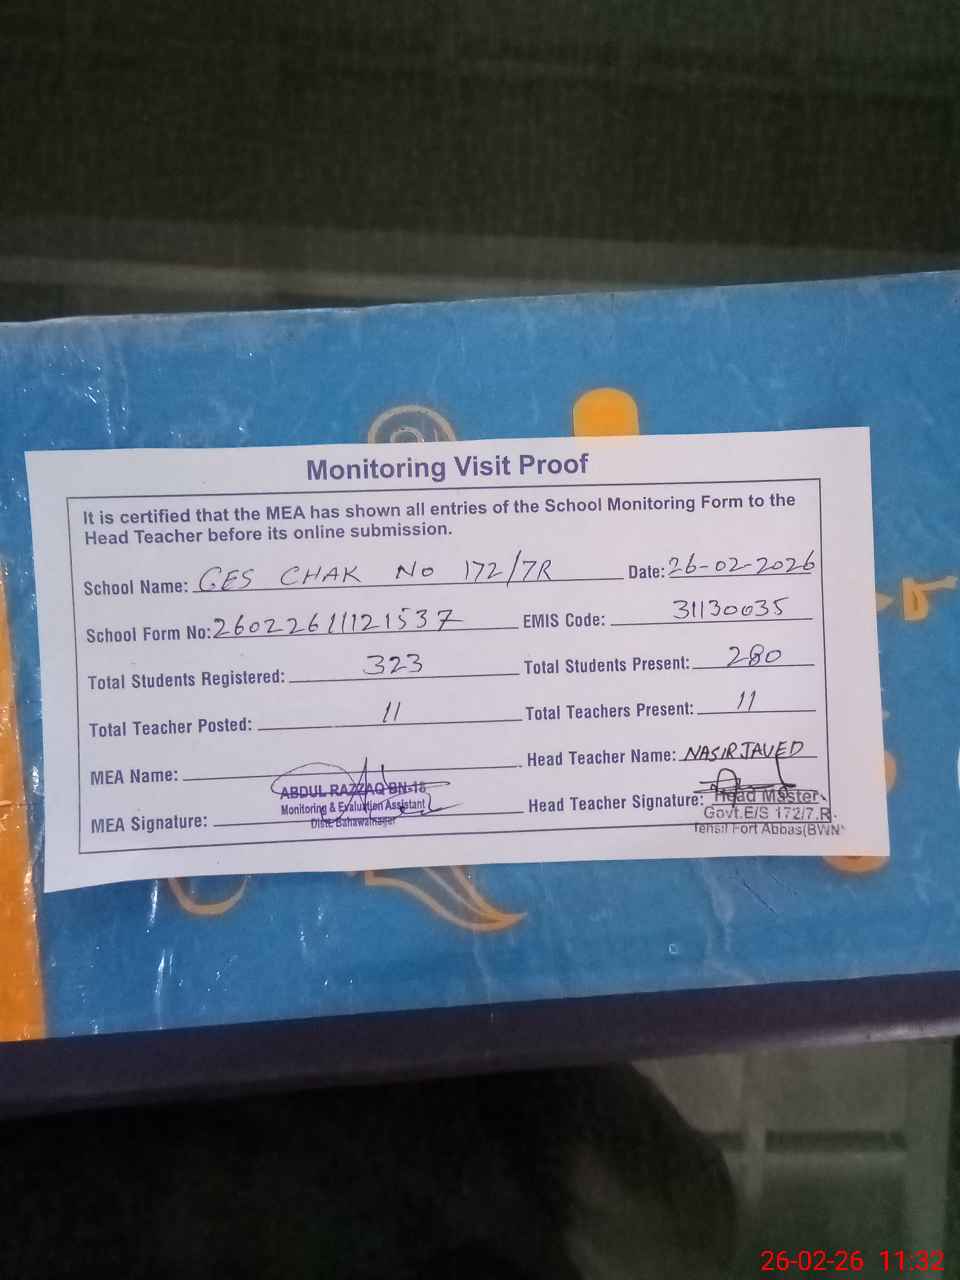 Monitoring Visit Proof
It is certified that the MEA has shown all entries of the School Monitoring Form to the
Head Teacher before its online submission.
School Name: GES CHAK No 172/7R Date: 26-02-2026
School Form No: 26022611121537 EMIS Code: 31130035
Total Students Registered: 323 Total Students Present: 280
Total Teacher Posted: 11 Total Teachers Present: 11
MEA Name: Head Teacher Name: NASIR JAVED
ABDUL RAZZAQ BN-18
Monitoring & Evaluation Assistant
Distt. Bahawalnagar
MEA Signature: Head Teacher Signature: Head Master
Govt.E/S 172/7.R.
Tehsil Fort Abbas(BWN)
26-02-26 11:32